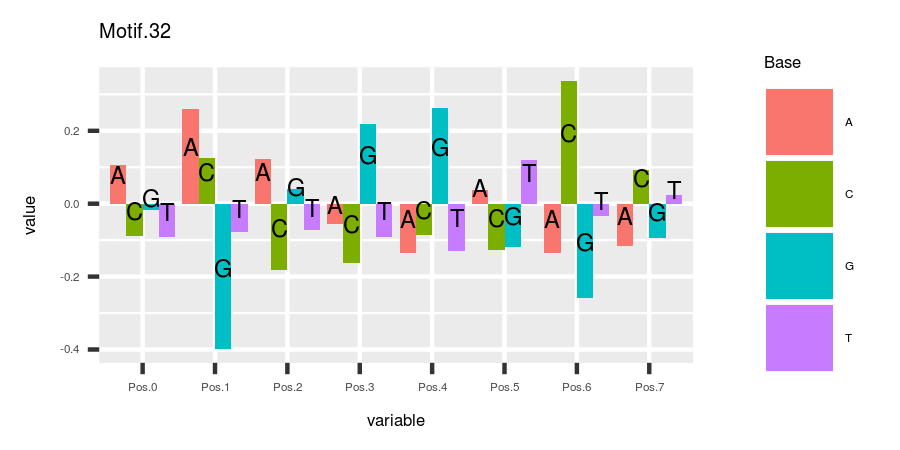 Motif.32
Base
A
C
G
T
value
0.2
0.0
-0.2
-0.4
A C G T
A C G T
A C G T
A C G T
A C G T
A C G T
A C G T
A C G T
Pos.0 Pos.1 Pos.2 Pos.3 Pos.4 Pos.5 Pos.6 Pos.7
variable